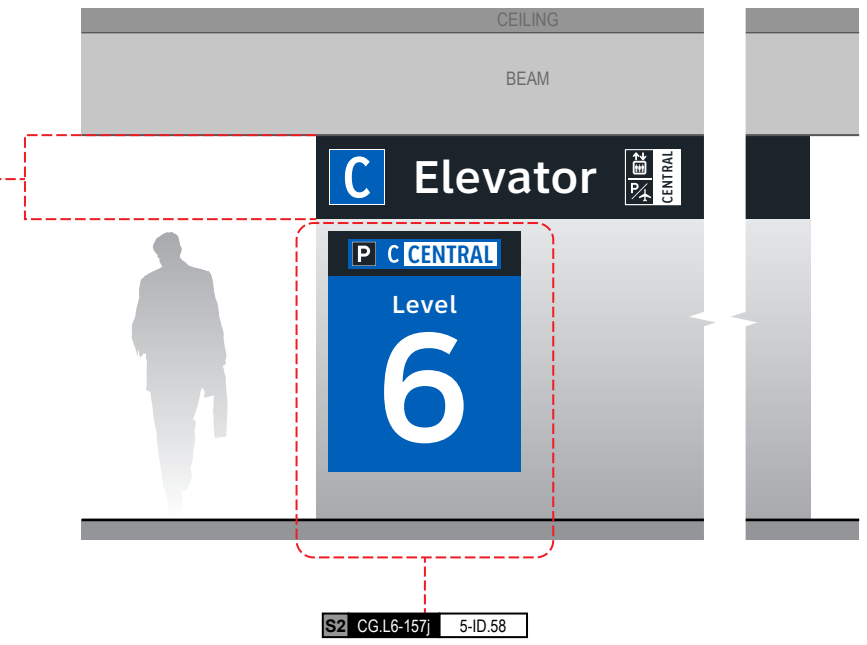 CEILING
BEAM
C Elevator P CENTRAL
P C CENTRAL
Level
6
S2 CG.L6-157j 5-ID.58